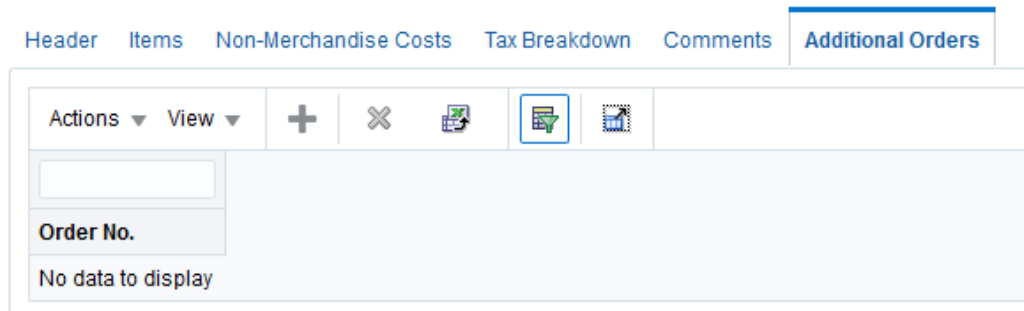 Header Items Non-Merchandise Costs Tax Breakdown Comments Additional Orders
Actions View
Order No.
No data to display